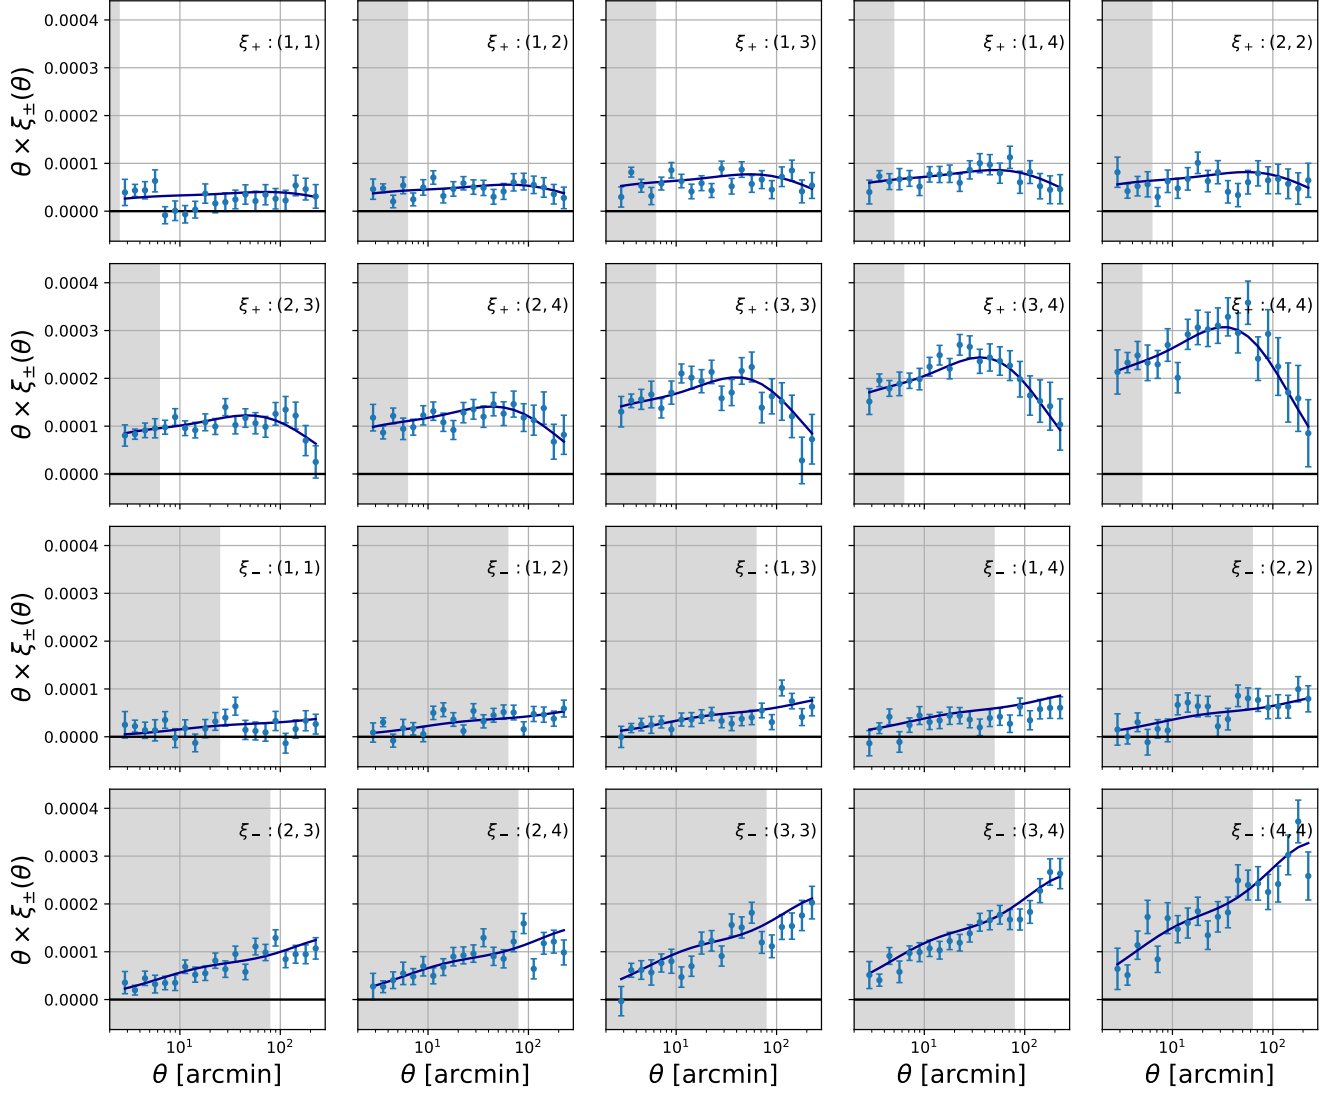 ξ₊ : (1, 1) ξ₊ : (1, 2) ξ₊ : (1, 3) ξ₊ : (1, 4) ξ₊ : (2, 2)
0.0004
0.0003
0.0002
0.0001
0.0000
θ × ξ±(θ)
ξ₊ : (2, 3) ξ₊ : (2, 4) ξ₊ : (3, 3) ξ₊ : (3, 4) ξ₊ : (4, 4)
0.0004
0.0003
0.0002
0.0001
0.0000
θ × ξ±(θ)
ξ₋ : (1, 1) ξ₋ : (1, 2) ξ₋ : (1, 3) ξ₋ : (1, 4) ξ₋ : (2, 2)
0.0004
0.0003
0.0002
0.0001
0.0000
θ × ξ±(θ)
ξ₋ : (2, 3) ξ₋ : (2, 4) ξ₋ : (3, 3) ξ₋ : (3, 4) ξ₋ : (4, 4)
0.0004
0.0003
0.0002
0.0001
0.0000
θ × ξ±(θ)
10¹ 10² 10¹ 10² 10¹ 10² 10¹ 10² 10¹ 10²
θ [arcmin] θ [arcmin] θ [arcmin] θ [arcmin] θ [arcmin]